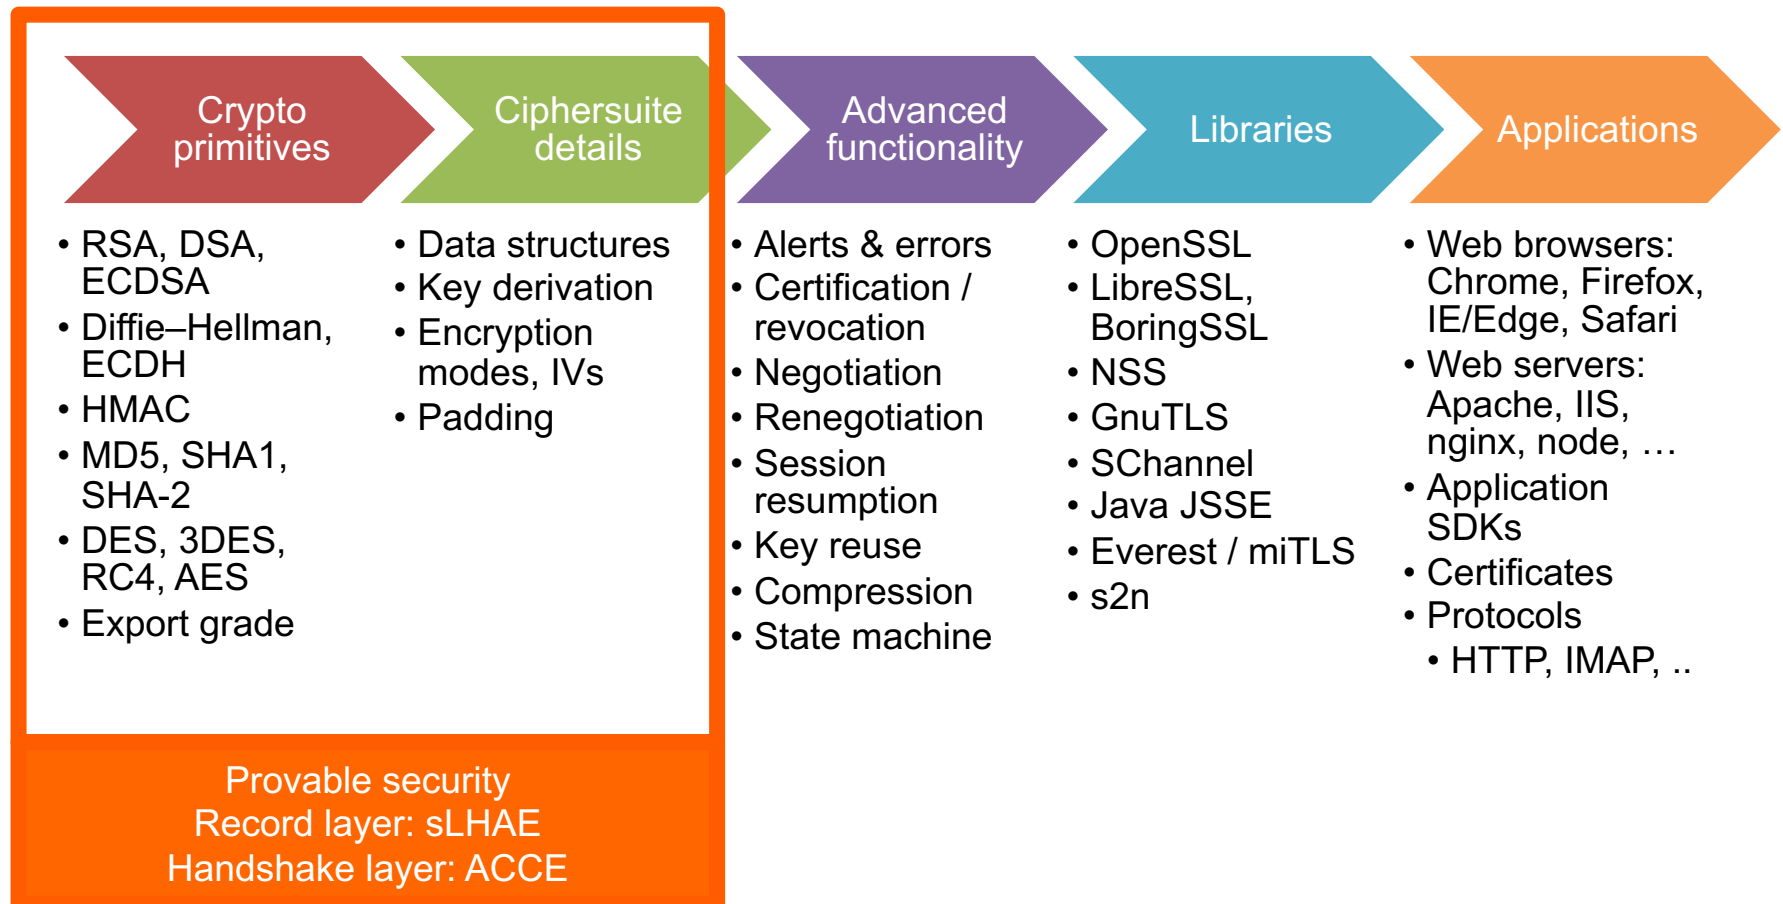 Crypto
primitives
Ciphersuite
details
Advanced
functionality
Libraries
Applications
• RSA, DSA,
ECDSA
• Diffie–Hellman,
ECDH
• HMAC
• MD5, SHA1,
SHA-2
• DES, 3DES,
RC4, AES
• Export grade
• Data structures
• Key derivation
• Encryption
modes, IVs
• Padding
• Alerts & errors
• Certification /
revocation
• Negotiation
• Renegotiation
• Session
resumption
• Key reuse
• Compression
• State machine
• OpenSSL
• LibreSSL,
BoringSSL
• NSS
• GnuTLS
• SChannel
• Java JSSE
• Everest / miTLS
• s2n
• Web browsers:
Chrome, Firefox,
IE/Edge, Safari
• Web servers:
Apache, IIS,
nginx, node, …
• Application
SDKs
• Certificates
• Protocols
• HTTP, IMAP, ..
Provable security
Record layer: sLHAE
Handshake layer: ACCE